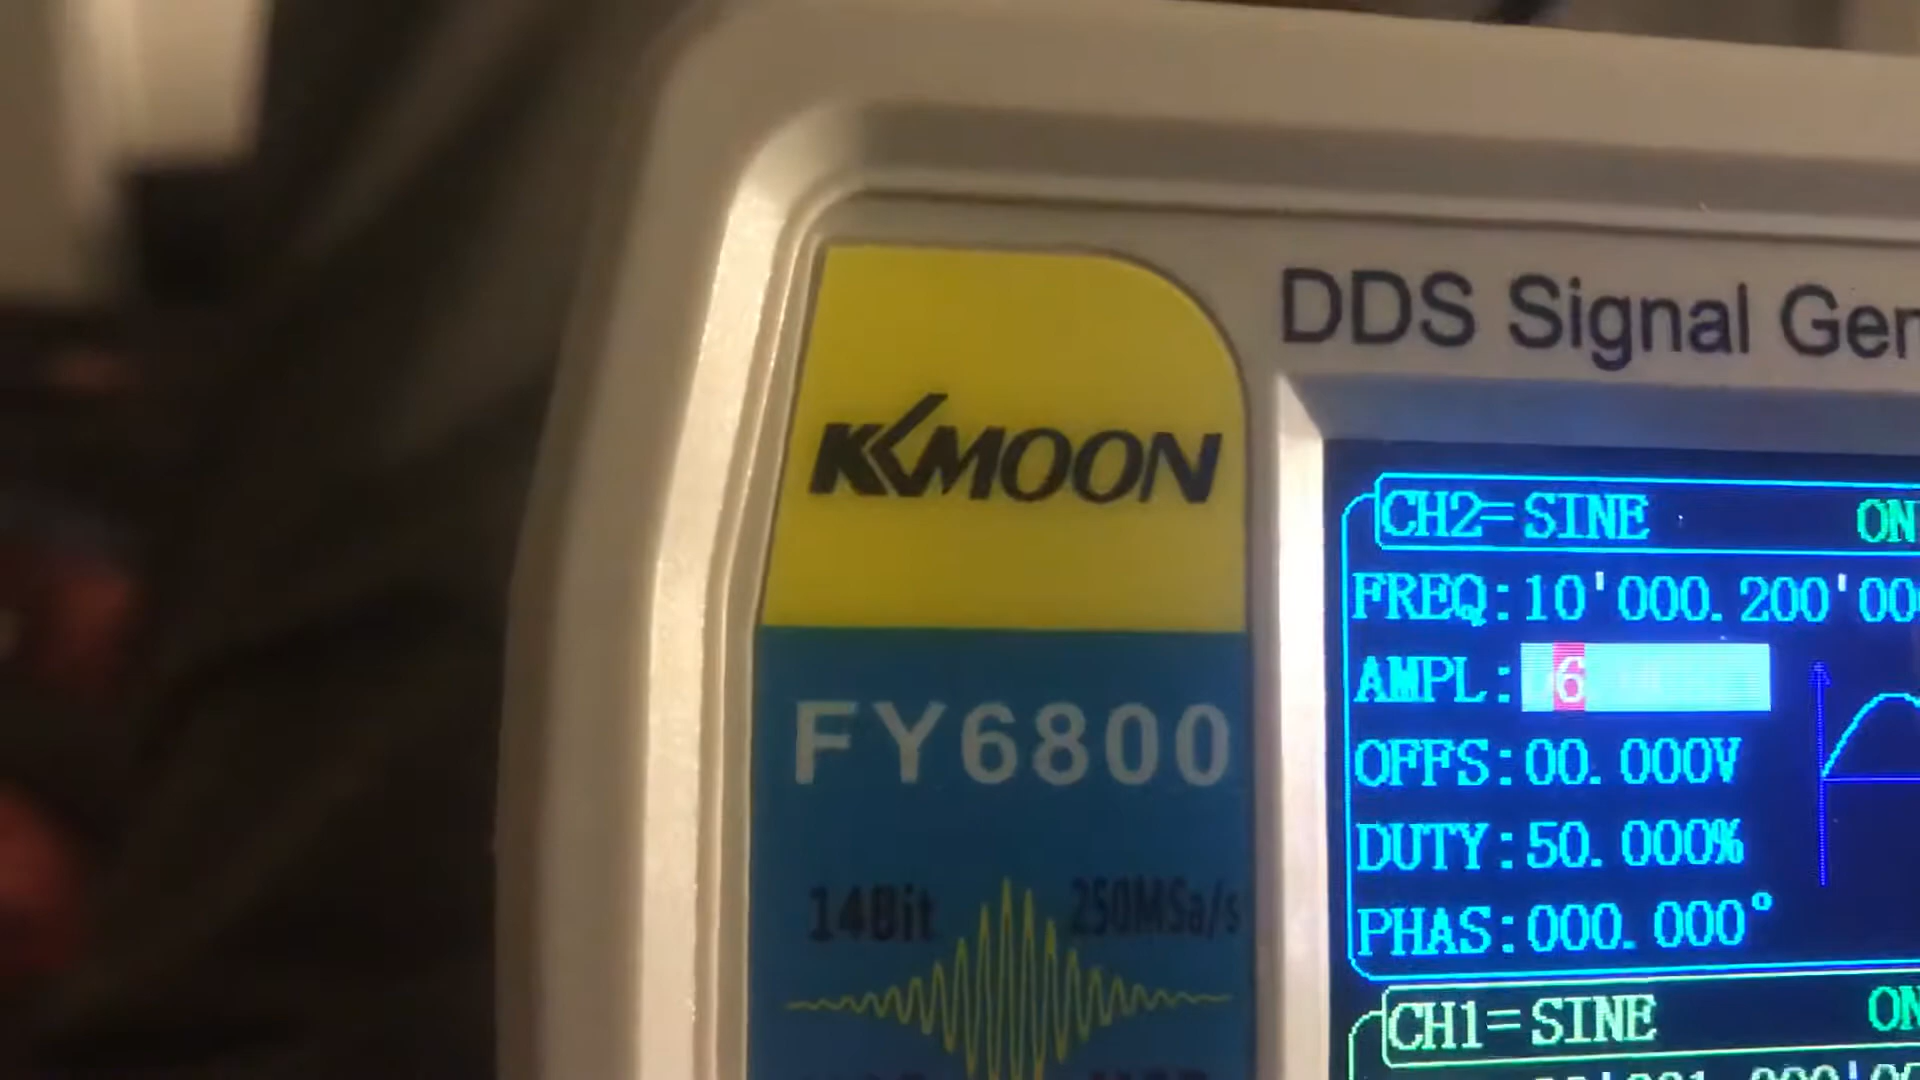 DDS Signal Gen
KKMOON
FY6800
14Bit 250MSa/s
CH2=SINE ON
FREQ:10'000.200'00
AMPL: 6
OFFS:00.000V
DUTY:50.000%
PHAS:000.000°
CH1=SINE ON